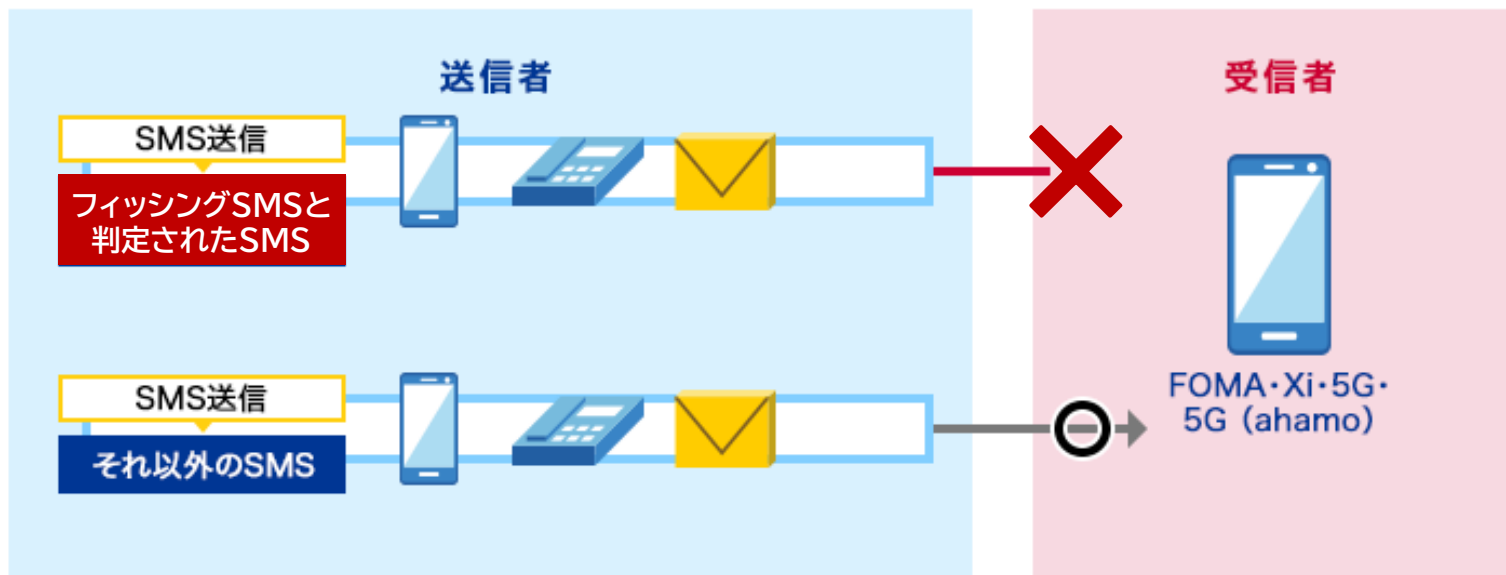 送信者
受信者
SMS送信
フィッシングSMSと
判定されたSMS
SMS送信
それ以外のSMS
FOMA・Xi・5G・
5G (ahamo)